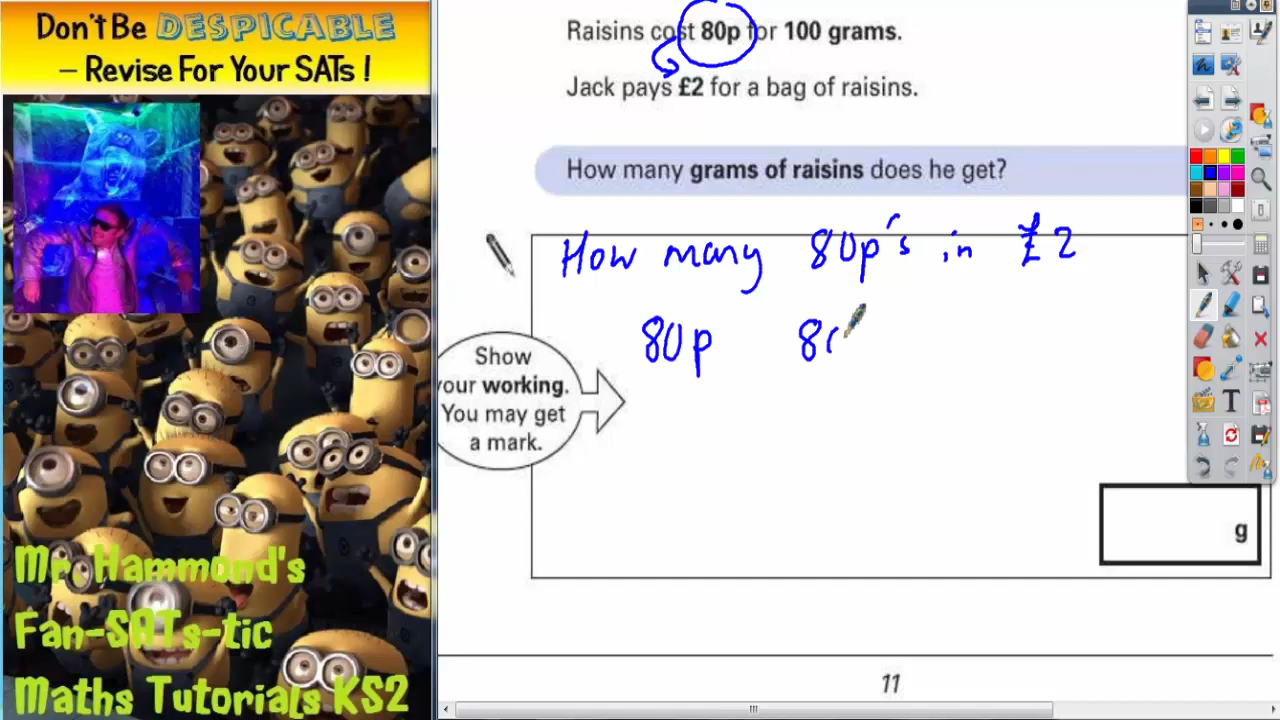 Don't Be DESPICABLE
– Revise For Your SATs !
Mr. Hammond's
Fan-SATs-tic
Maths Tutorials KS2
Raisins cost 80p for 100 grams.
Jack pays £2 for a bag of raisins.
How many grams of raisins does he get?
How many 80p's in £2
80p 80
Show
your working.
You may get
a mark.
g
11